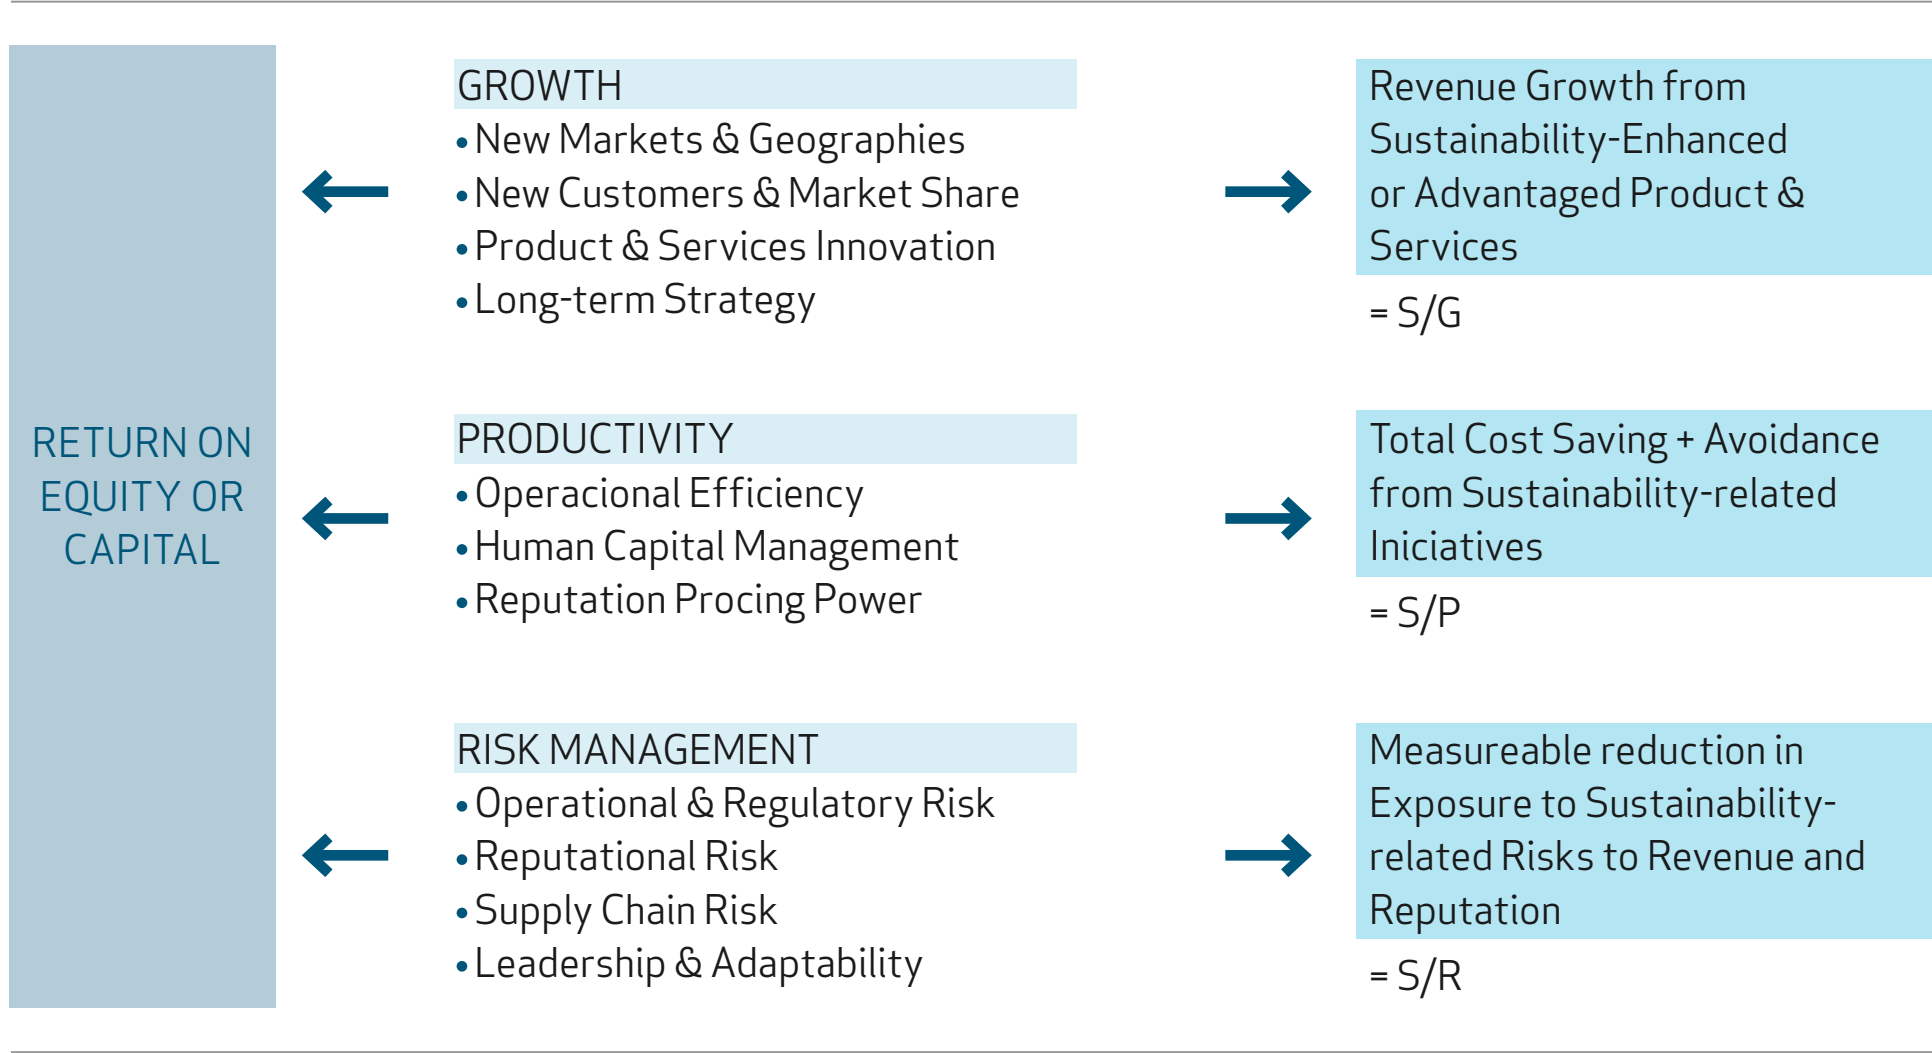 RETURN ON
EQUITY OR
CAPITAL
GROWTH
• New Markets & Geographies
• New Customers & Market Share
• Product & Services Innovation
• Long-term Strategy
Revenue Growth from
Sustainability-Enhanced
or Advantaged Product &
Services
= S/G
PRODUCTIVITY
• Operacional Efficiency
• Human Capital Management
• Reputation Procing Power
Total Cost Saving + Avoidance
from Sustainability-related
Iniciatives
= S/P
RISK MANAGEMENT
• Operational & Regulatory Risk
• Reputational Risk
• Supply Chain Risk
• Leadership & Adaptability
Measureable reduction in
Exposure to Sustainability-
related Risks to Revenue and
Reputation
= S/R